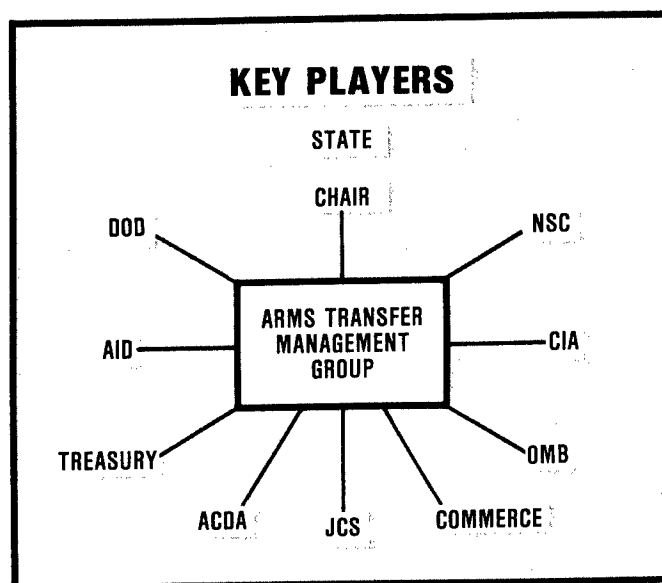 KEY PLAYERS
STATE
CHAIR
DOD
NSC
ARMS TRANSFER
MANAGEMENT
GROUP
AID
CIA
TREASURY
OMB
ACDA
JCS
COMMERCE